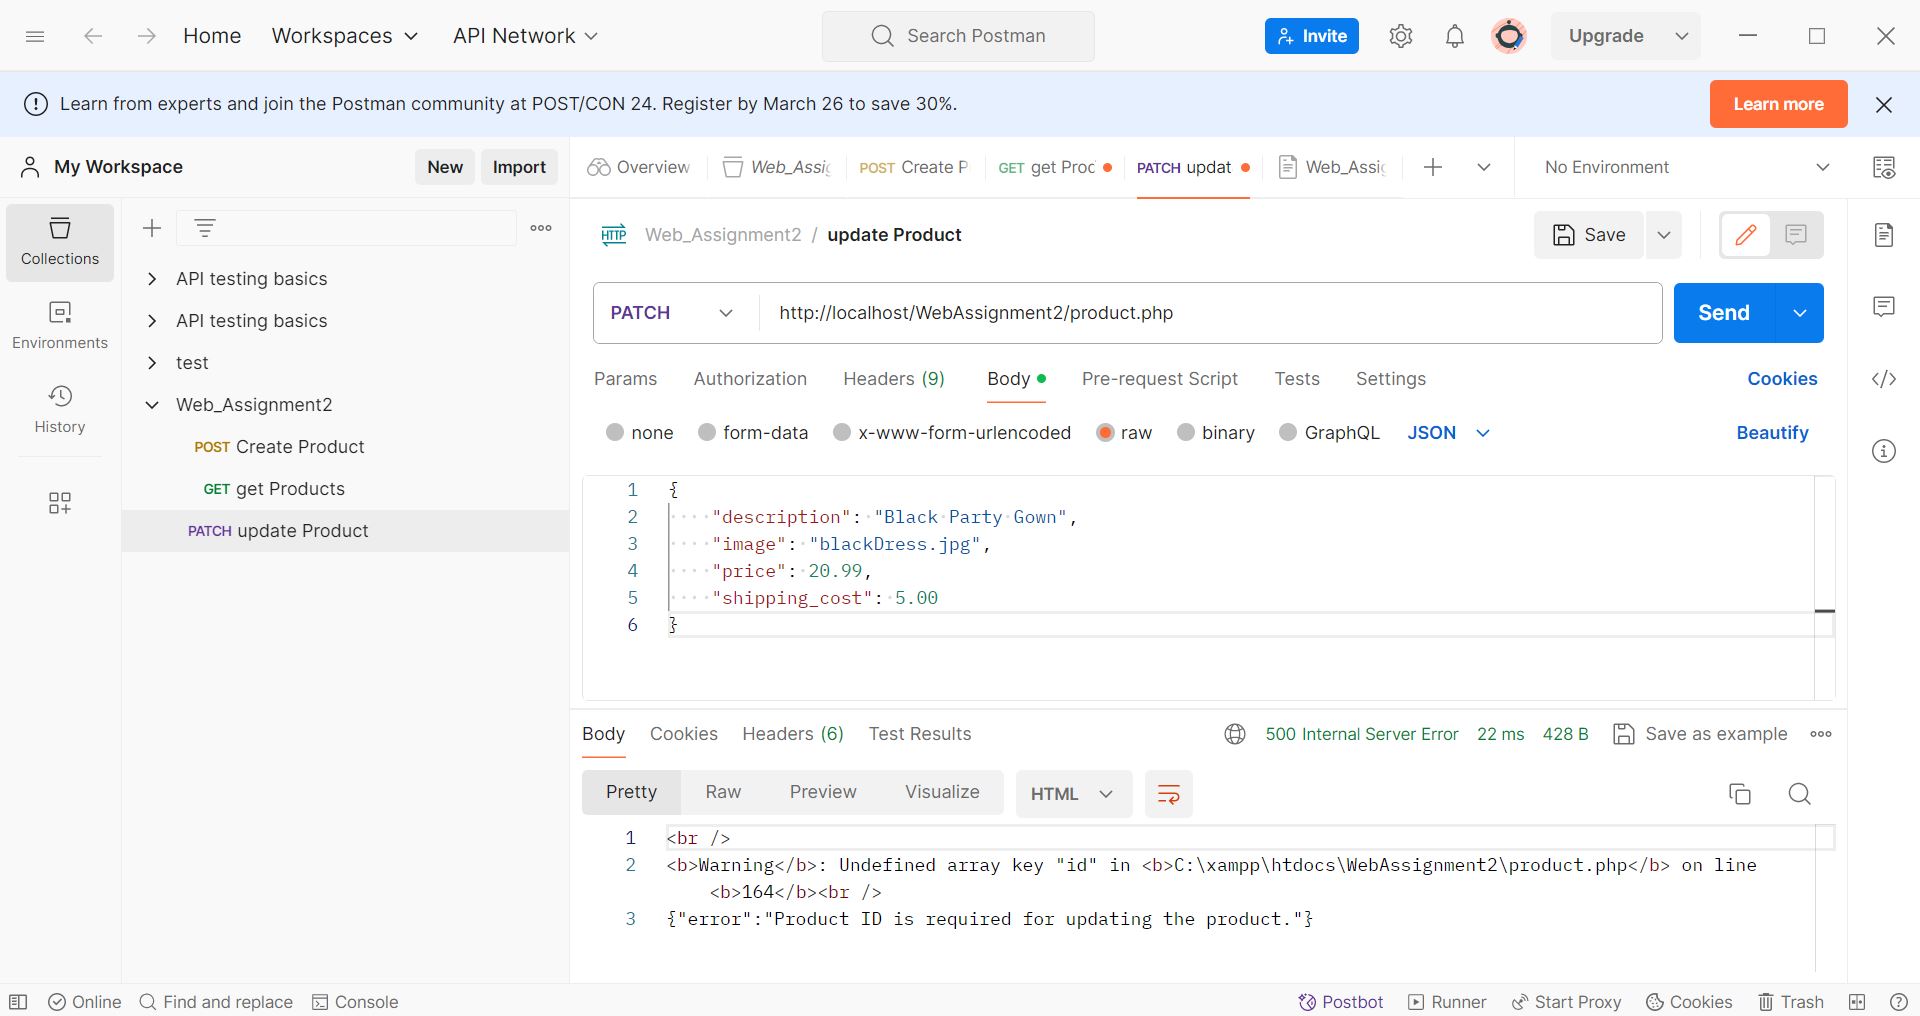 Home Workspaces API Network Search Postman Invite Upgrade
Learn from experts and join the Postman community at POST/CON 24. Register by March 26 to save 30%. Learn more
My Workspace New Import
Overview Web_Assig POST Create P GET get Proc PATCH updat Web_Assig No Environment
Collections
Environments
History
API testing basics
API testing basics
test
Web_Assignment2
POST Create Product
GET get Products
PATCH update Product
HTTP Web_Assignment2 / update Product Save
PATCH http://localhost/WebAssignment2/product.php Send
Params Authorization Headers (9) Body Pre-request Script Tests Settings Cookies
none form-data x-www-form-urlencoded raw binary GraphQL JSON Beautify
1 {
2 "description": "Black Party Gown",
3 "image": "blackDress.jpg",
4 "price": 20.99,
5 "shipping_cost": 5.00
6 }
Body Cookies Headers (6) Test Results 500 Internal Server Error 22 ms 428 B Save as example
Pretty Raw Preview Visualize HTML
1 <br />
2 <b>Warning</b>: Undefined array key "id" in <b>C:\xampp\htdocs\WebAssignment2\product.php</b> on line
<b>164</b><br />
3 {"error":"Product ID is required for updating the product."}
Online Find and replace Console Postbot Runner Start Proxy Cookies Trash